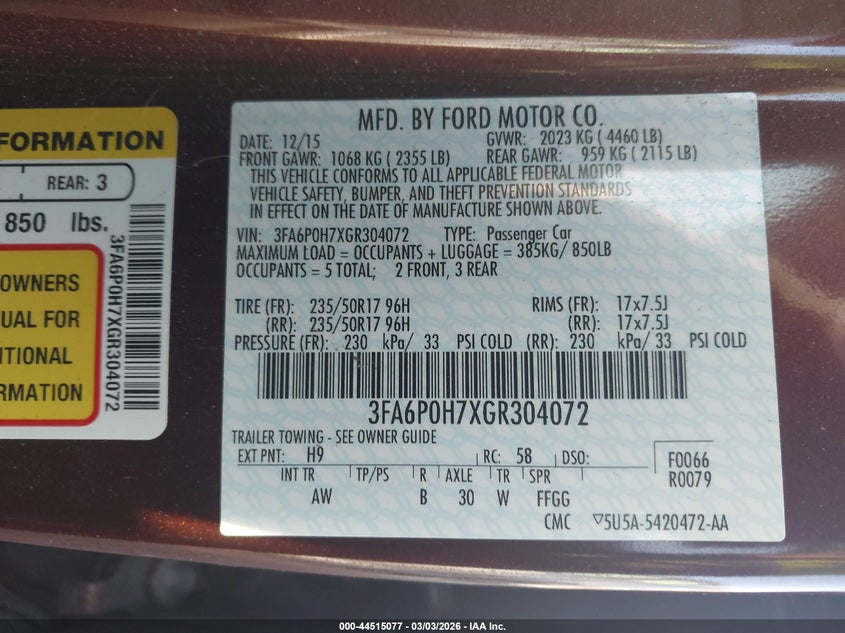 FORMATION
REAR: 3
850 lbs.
OWNERS
UAL FOR
ITIONAL
RMATION
3FA6P0H7XGR304072
MFD. BY FORD MOTOR CO.
DATE: 12/15 GVWR: 2023 KG ( 4460 LB)
FRONT GAWR: 1068 KG ( 2355 LB) REAR GAWR: 959 KG ( 2115 LB)
THIS VEHICLE CONFORMS TO ALL APPLICABLE FEDERAL MOTOR
VEHICLE SAFETY, BUMPER, AND THEFT PREVENTION STANDARDS
IN EFFECT ON THE DATE OF MANUFACTURE SHOWN ABOVE.
VIN: 3FA6P0H7XGR304072 TYPE: Passenger Car
MAXIMUM LOAD = OCCUPANTS + LUGGAGE = 385KG/ 850LB
OCCUPANTS = 5 TOTAL; 2 FRONT, 3 REAR
TIRE (FR): 235/50R17 96H RIMS (FR): 17x7.5J
(RR): 235/50R17 96H (RR): 17x7.5J
PRESSURE (FR): 230 kPa/ 33 PSI COLD (RR): 230 kPa/ 33 PSI COLD
3FA6P0H7XGR304072
TRAILER TOWING - SEE OWNER GUIDE
EXT PNT: H9 RC: 58 DSO: F0066
R0079
INT TR TP/PS R AXLE TR SPR
AW B 30 W FFGG
CMC ▽5U5A-5420472-AA
000-44515077 — 03/03/2026 — IAA Inc.